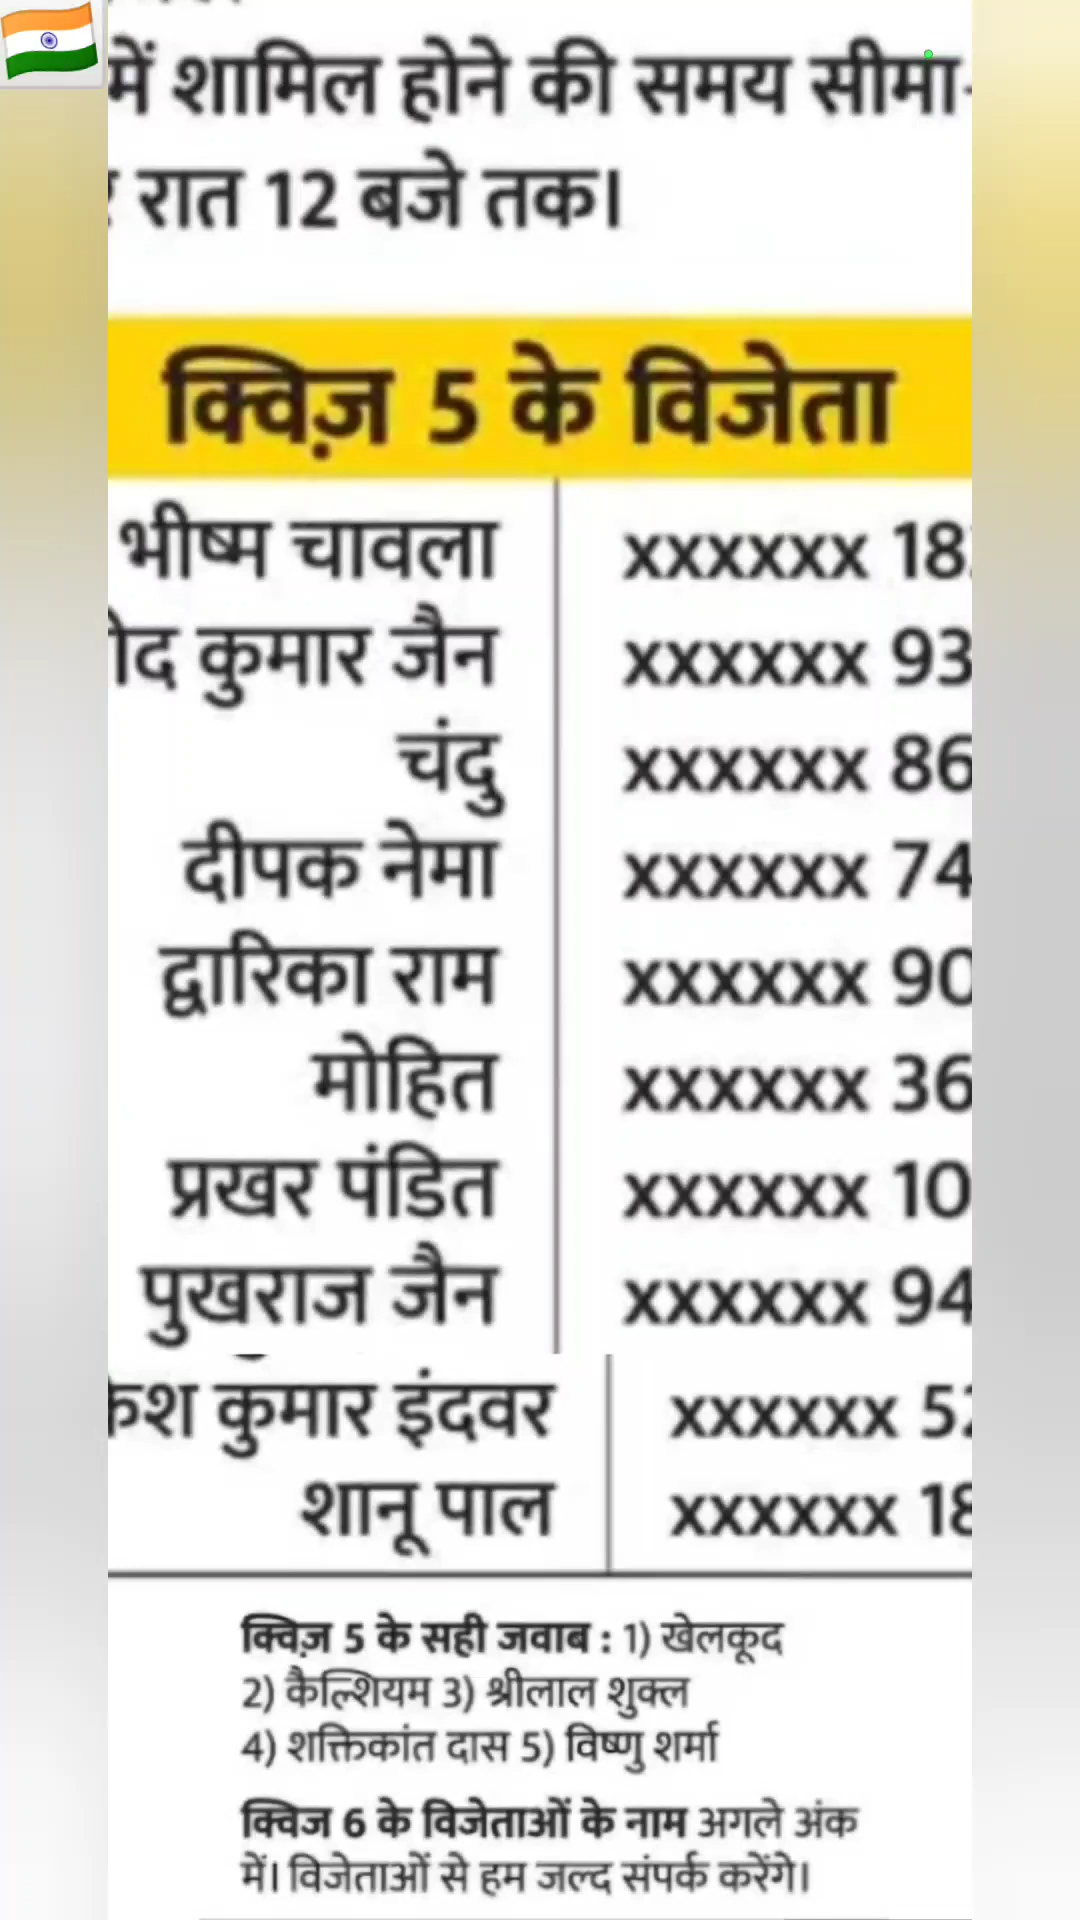 में शामिल होने की समय सीमा-
रात 12 बजे तक।
क्विज़ 5 के विजेता
भीष्म चावला xxxxxx 18
कुमार जैन xxxxxx 93
चंदु xxxxxx 86
दीपक नेमा xxxxxx 74
द्वारिका राम xxxxxx 90
मोहित xxxxxx 36
प्रखर पंडित xxxxxx 10
पुखराज जैन xxxxxx 94
कुमार इंदवर xxxxxx 52
शानू पाल xxxxxx 18
क्विज़ 5 के सही जवाब : 1) खेलकूद
2) कैल्शियम 3) श्रीलाल शुक्ल
4) शक्तिकांत दास 5) विष्णु शर्मा
क्विज 6 के विजेताओं के नाम अगले अंक
में। विजेताओं से हम जल्द संपर्क करेंगे।